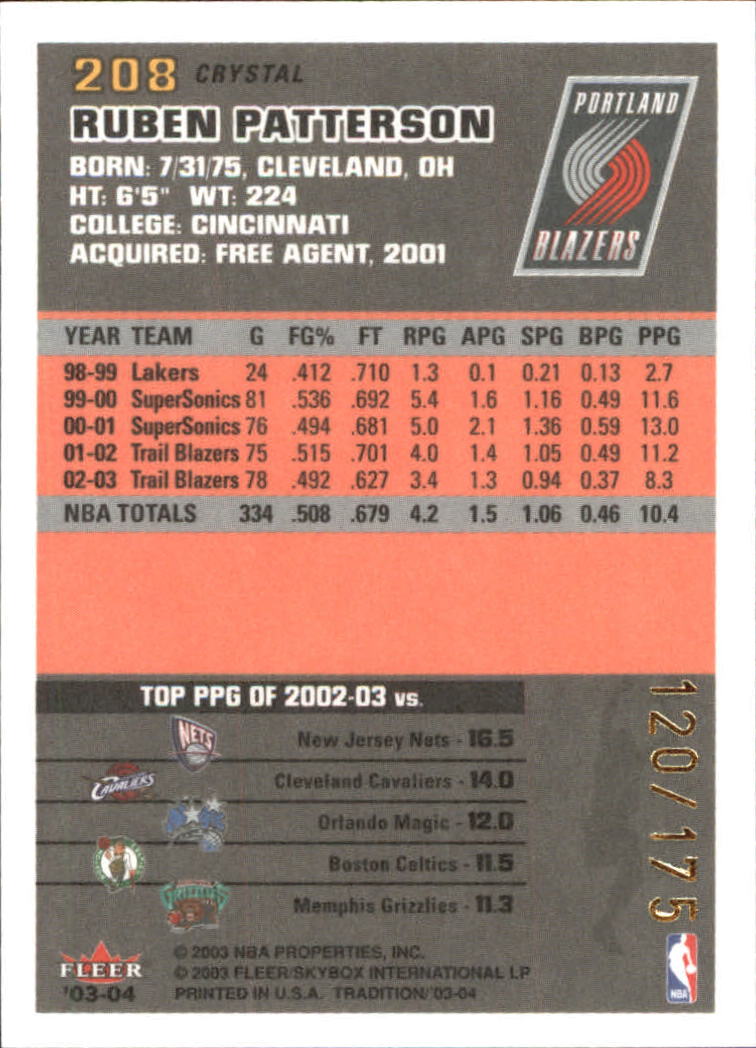 208 CRYSTAL
RUBEN PATTERSON
BORN: 7/31/75, CLEVELAND, OH
HT: 6'5" WT: 224
COLLEGE: CINCINNATI
ACQUIRED: FREE AGENT, 2001
PORTLAND
BLAZERS
YEAR TEAM G FG% FT RPG APG SPG BPG PPG
98-99 Lakers 24 .412 .710 1.3 0.1 0.21 0.13 2.7
99-00 SuperSonics 81 .536 .692 5.4 1.6 1.16 0.49 11.6
00-01 SuperSonics 76 .494 .681 5.0 2.1 1.36 0.59 13.0
01-02 Trail Blazers 75 .515 .701 4.0 1.4 1.05 0.49 11.2
02-03 Trail Blazers 78 .492 .627 3.4 1.3 0.94 0.37 8.3
NBA TOTALS 334 .508 .679 4.2 1.5 1.06 0.46 10.4
TOP PPG OF 2002-03 vs.
NETS New Jersey Nets - 16.5
CAVALIERS Cleveland Cavaliers - 14.0
Orlando Magic - 12.0
Boston Celtics - 11.5
GRIZZLIES Memphis Grizzlies - 11.3
120/175
FLEER
'03-04
© 2003 NBA PROPERTIES, INC.
© 2003 FLEER/SKYBOX INTERNATIONAL LP
PRINTED IN U.S.A. TRADITION/'03-04
NBA